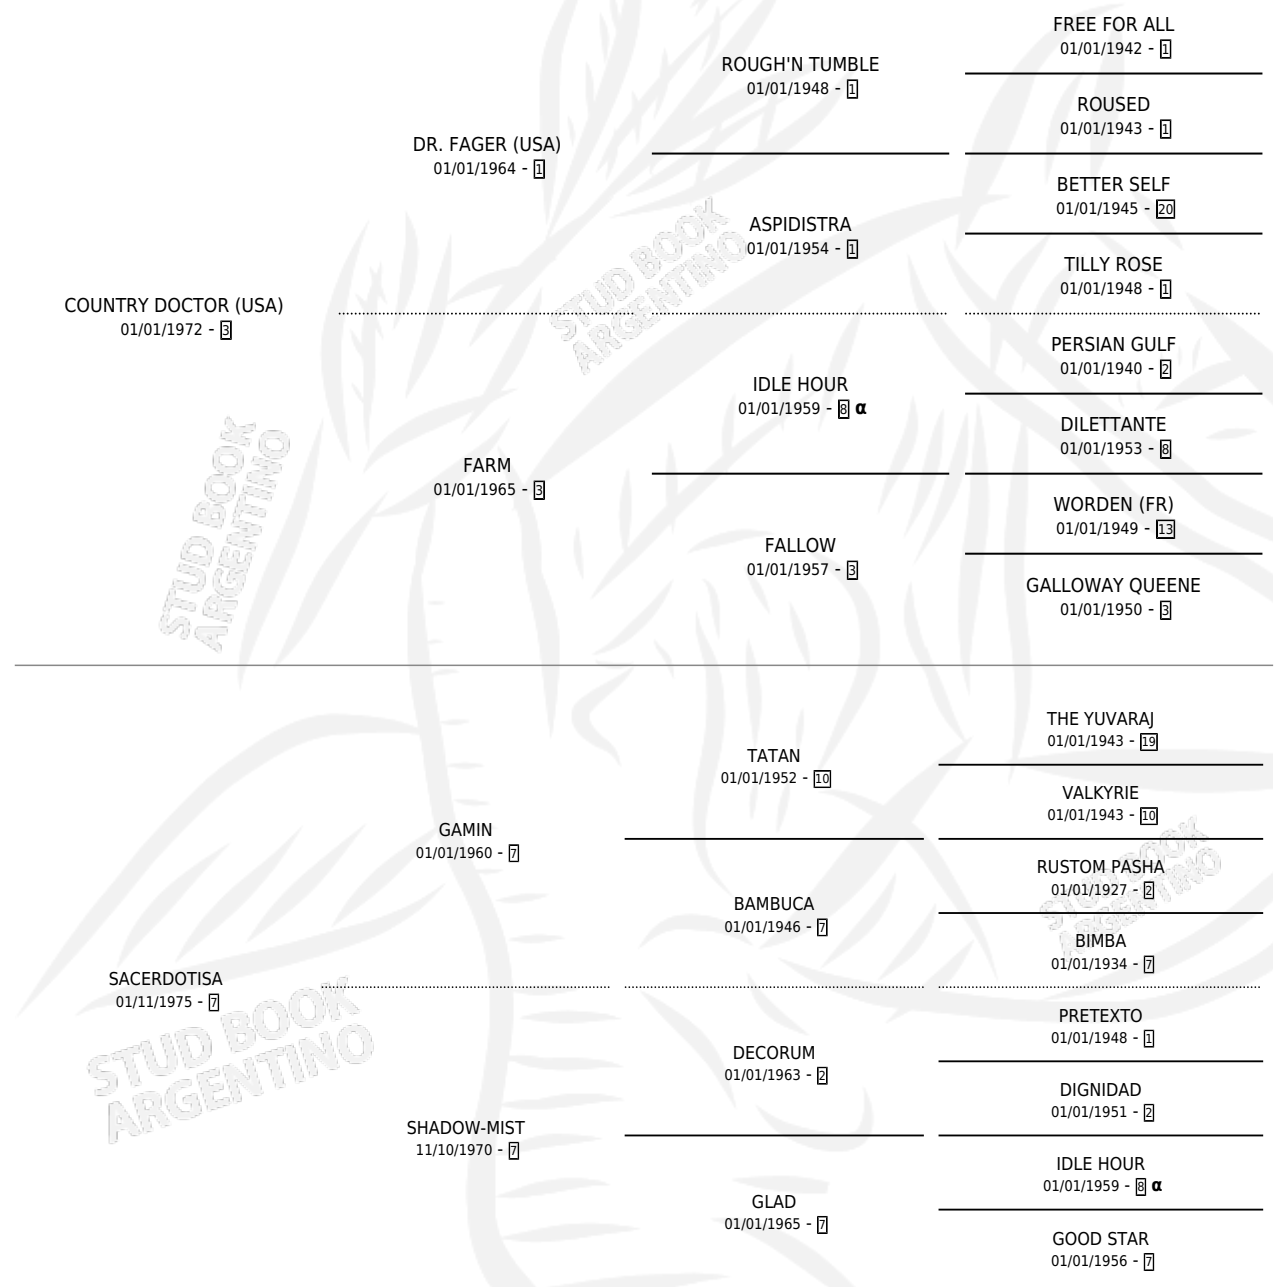 FREE FOR ALL
01/01/1942 - 1
ROUGH'N TUMBLE
01/01/1948 - 1
ROUSED
01/01/1943 - 1
DR. FAGER (USA)
01/01/1964 - 1
BETTER SELF
01/01/1945 - 20
ASPIDISTRA
01/01/1954 - 1
TILLY ROSE
01/01/1948 - 1
COUNTRY DOCTOR (USA)
01/01/1972 - 3
PERSIAN GULF
01/01/1940 - 2
IDLE HOUR
01/01/1959 - 8 α
DILETTANTE
01/01/1953 - 8
FARM
01/01/1965 - 3
WORDEN (FR)
01/01/1949 - 13
FALLOW
01/01/1957 - 3
GALLOWAY QUEENE
01/01/1950 - 3
THE YUVARAJ
01/01/1943 - 19
TATAN
01/01/1952 - 10
VALKYRIE
01/01/1943 - 10
GAMIN
01/01/1960 - 7
RUSTOM PASHA
01/01/1927 - 2
BAMBUCA
01/01/1946 - 7
BIMBA
01/01/1934 - 7
SACERDOTISA
01/11/1975 - 7
PRETEXTO
01/01/1948 - 1
DECORUM
01/01/1963 - 2
DIGNIDAD
01/01/1951 - 2
SHADOW-MIST
11/10/1970 - 7
IDLE HOUR
01/01/1959 - 8 α
GLAD
01/01/1965 - 7
GOOD STAR
01/01/1956 - 7
STUD BOOK
ARGENTINO
STUD BOOK
ARGENTINO
STUD BOOK
ARGENTINO
STUD BOOK
ARGENTINO